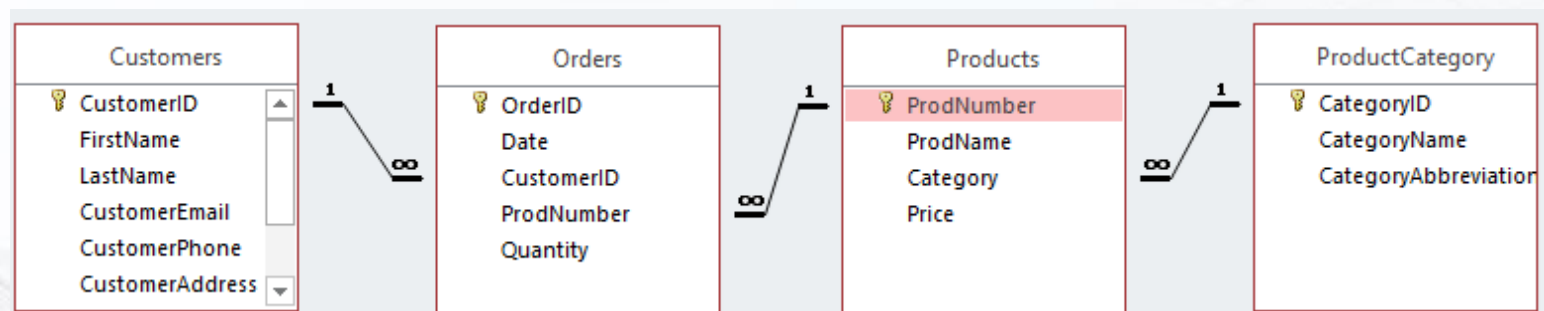 Customers
CustomerID
FirstName
LastName
CustomerEmail
CustomerPhone
CustomerAddress
1
∞
Orders
OrderID
Date
CustomerID
ProdNumber
Quantity
1
∞
Products
ProdNumber
ProdName
Category
Price
1
∞
ProductCategory
CategoryID
CategoryName
CategoryAbbreviation